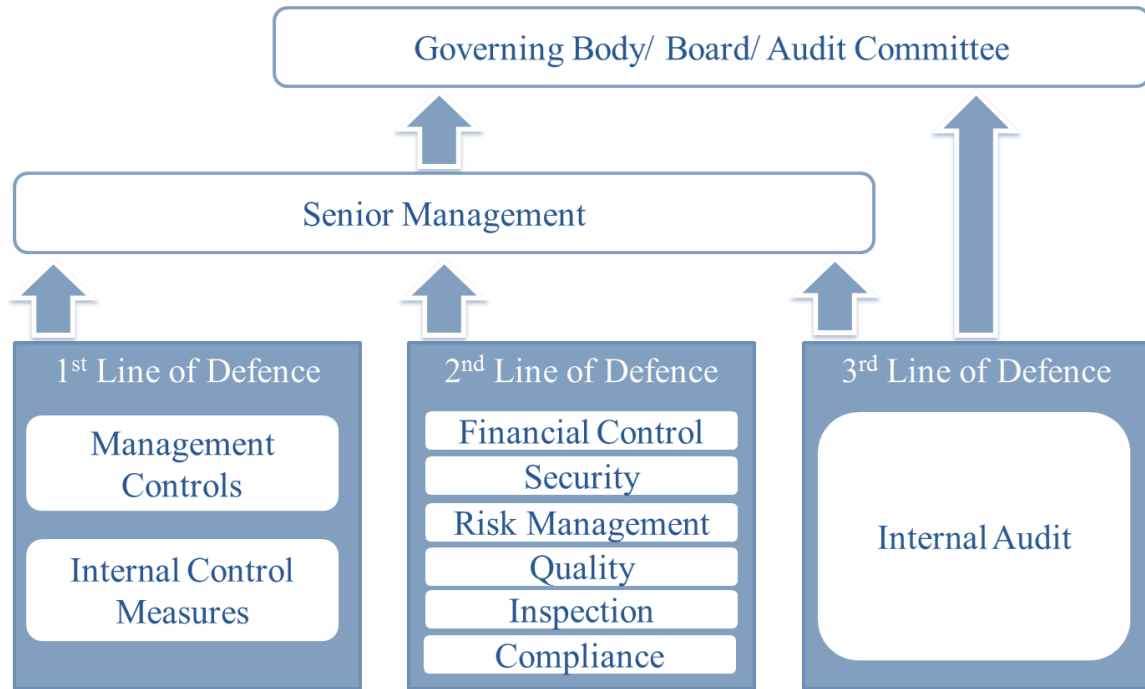 Governing Body/ Board/ Audit Committee
Senior Management
1st Line of Defence
Management
Controls
Internal Control
Measures
2nd Line of Defence
Financial Control
Security
Risk Management
Quality
Inspection
Compliance
3rd Line of Defence
Internal Audit